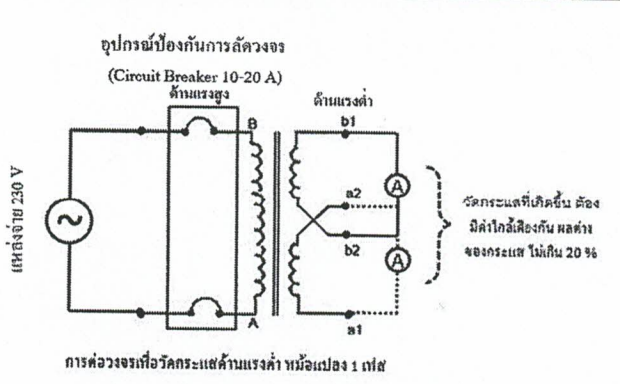 อุปกรณ์ป้องกันการลัดวงจร
(Circuit Breaker 10-20 A)
ด้านแรงสูง
ด้านแรงต่ำ
B
b1
a2
b2
a1
A
A
A
แหล่งจ่าย 230 V
วัดกระแสที่เกิดขึ้น ต้อง
มีค่าใกล้เคียงกัน ผลต่าง
ของกระแส ไม่เกิน 20 %
การต่อวงจรเพื่อวัดกระแสด้านแรงต่ำ หม้อแปลง 1 เฟส